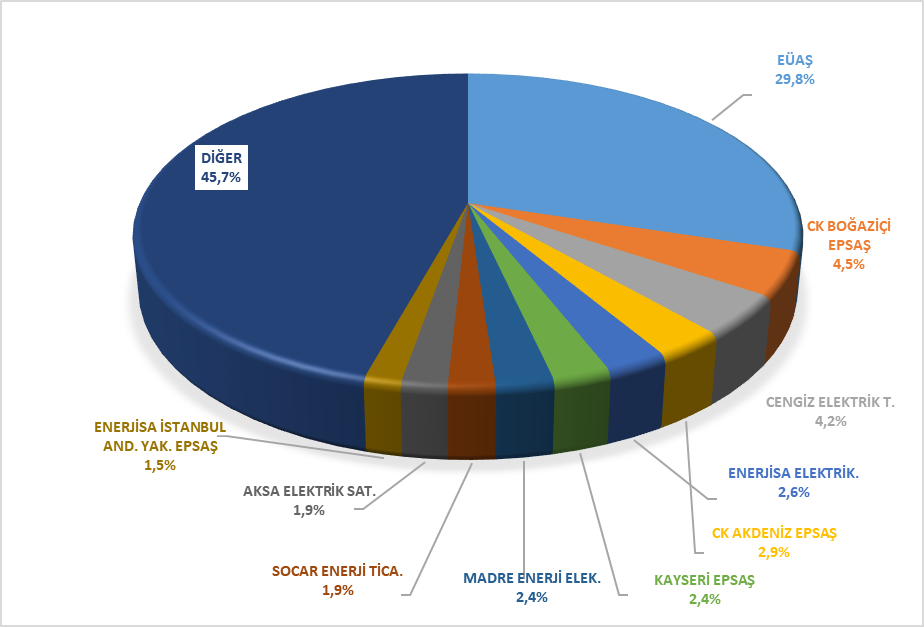 EÜAŞ
29,8%
DİĞER
45,7%
CK BOĞAZİÇİ
EPSAŞ
4,5%
CENGİZ ELEKTRİK T.
4,2%
ENERJİSA İSTANBUL
AND. YAK. EPSAŞ
1,5%
ENERJİSA ELEKTRİK.
2,6%
AKSA ELEKTRİK SAT.
1,9%
CK AKDENİZ EPSAŞ
2,9%
SOCAR ENERJİ TİCA.
1,9%
MADRE ENERJİ ELEK.
2,4%
KAYSERİ EPSAŞ
2,4%